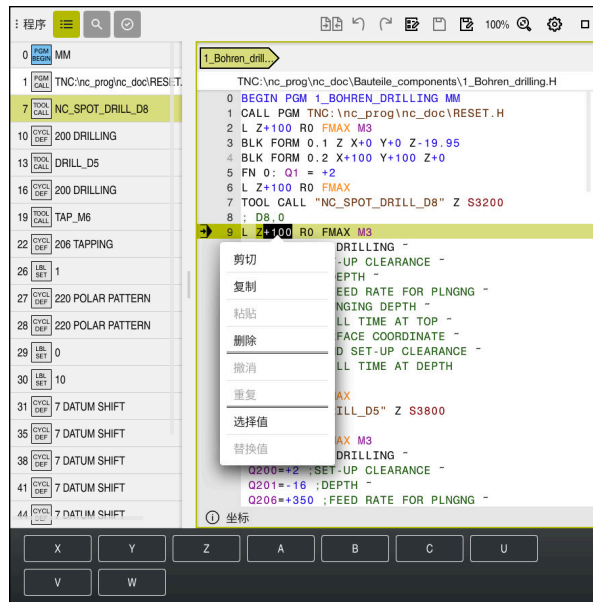 程序
100%
0 PGM BEGIN MM
1 PGM CALL TNC:\nc_prog\nc_doc\RESET.
7 TOOL CALL NC_SPOT_DRILL_D8
10 CYCL DEF 200 DRILLING
13 TOOL CALL DRILL_D5
16 CYCL DEF 200 DRILLING
19 TOOL CALL TAP_M6
22 CYCL DEF 206 TAPPING
26 LBL SET 1
27 CYCL DEF 220 POLAR PATTERN
28 CYCL DEF 220 POLAR PATTERN
29 LBL SET 0
30 LBL SET 10
31 CYCL DEF 7 DATUM SHIFT
35 CYCL DEF 7 DATUM SHIFT
38 CYCL DEF 7 DATUM SHIFT
41 CYCL DEF 7 DATUM SHIFT
44 CYCL DEF 7 DATUM SHIFT
1_Bohren_drill...
TNC:\nc_prog\nc_doc\Bauteile_components\1_Bohren_drilling.H
0 BEGIN PGM 1_BOHREN_DRILLING MM
1 CALL PGM TNC:\nc_prog\nc_doc\RESET.H
2 L Z+100 R0 FMAX M3
3 BLK FORM 0.1 Z X+0 Y+0 Z-19.95
4 BLK FORM 0.2 X+100 Y+100 Z+0
5 FN 0: Q1 = +2
6 L Z+100 R0 FMAX
7 TOOL CALL "NC_SPOT_DRILL_D8" Z S3200
8 ; D8,0
9 L Z+100 R0 FMAX M3
DRILLING ~
-UP CLEARANCE ~
EPTH ~
EED RATE FOR PLNGNG ~
NGING DEPTH ~
LL TIME AT TOP ~
FACE COORDINATE ~
D SET-UP CLEARANCE ~
LL TIME AT DEPTH
AX
ILL_D5" Z S3800
AX M3
DRILLING ~
Q200=+2 ;SET-UP CLEARANCE ~
Q201=-16 ;DEPTH ~
Q206=+350 ;FEED RATE FOR PLNGNG ~
剪切
复制
粘贴
删除
撤消
重复
选择值
替换值
坐标
X Y Z A B C U
V W